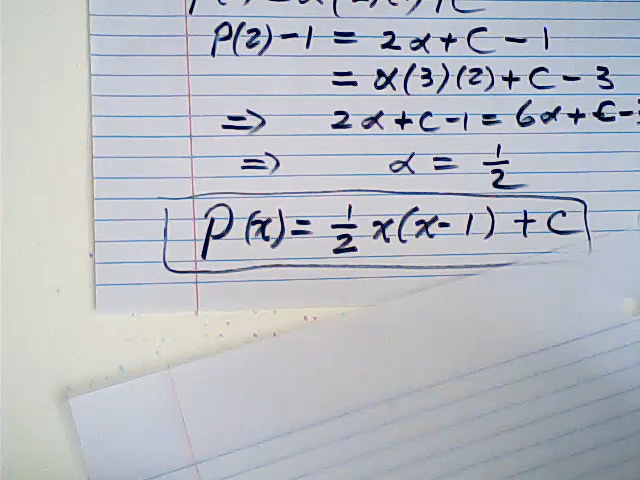 P(2)-1 = 2α+C-1
= α(3)(2)+C-3
=> 2α+C-1=6α+C-
=> α = 1/2
P(x)= 1/2 x(x-1)+C